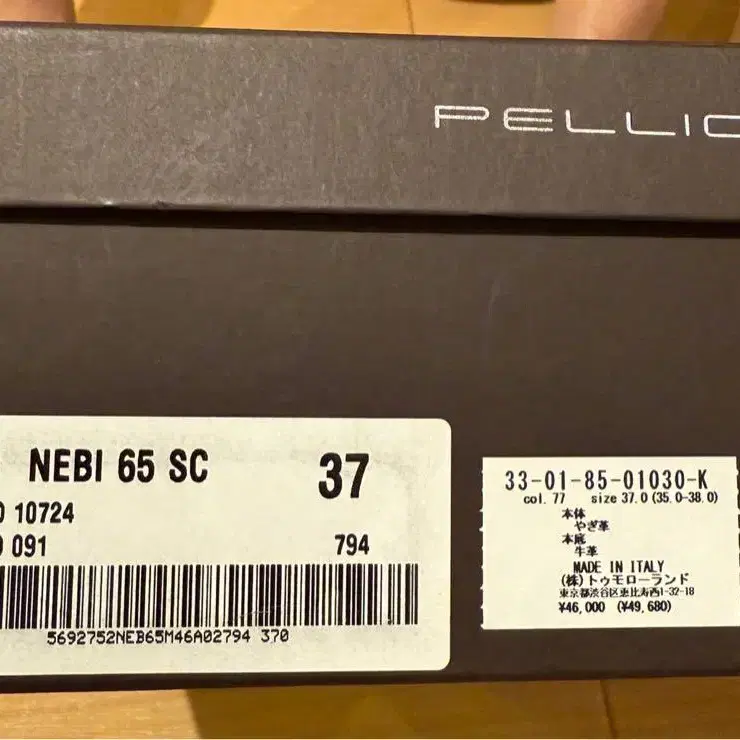 PELLIC
NEBI 65 SC
37
10724
091
794
5692752NEB65M46A02794 370
33-01-85-01030-K
col. 77 size 37.0 (35.0-38.0)
本体
やぎ革
本底
牛革
MADE IN ITALY
(株)トゥモローランド
東京都渋谷区恵比寿西1-32-18
¥46,000 (¥49,680)